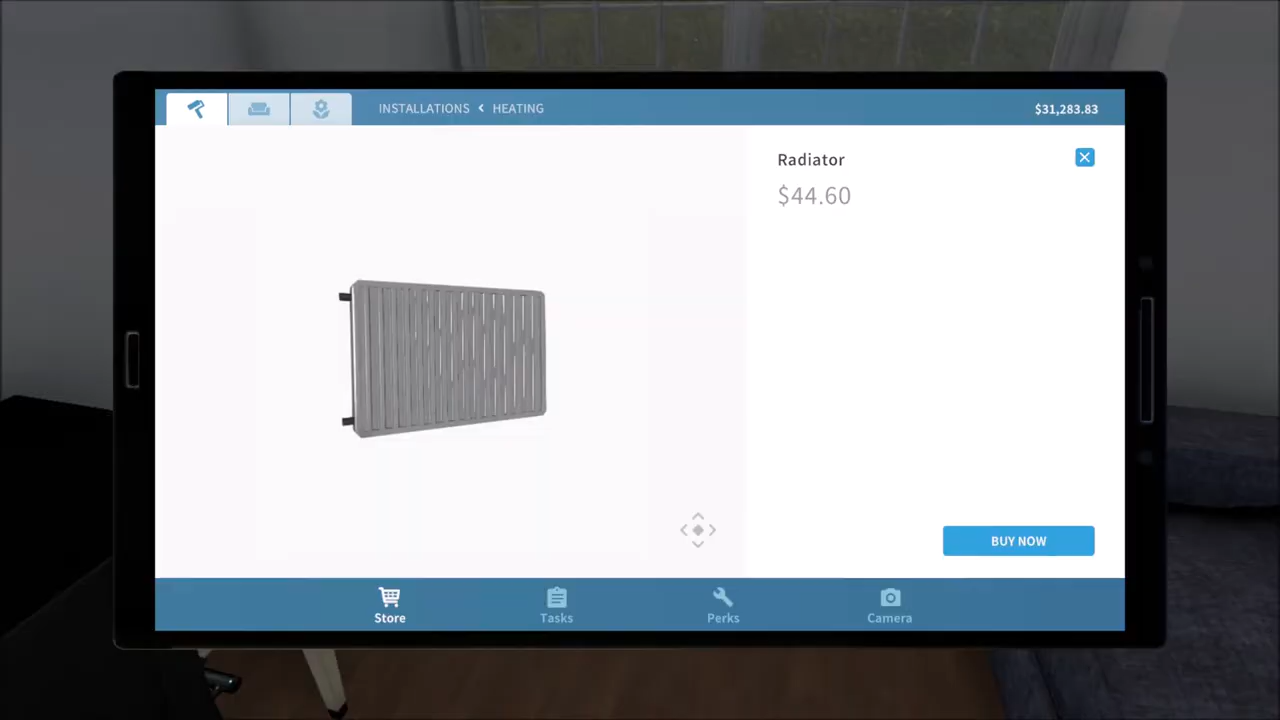 INSTALLATIONS < HEATING
$31,283.83
Radiator
$44.60
BUY NOW
Store
Tasks
Perks
Camera